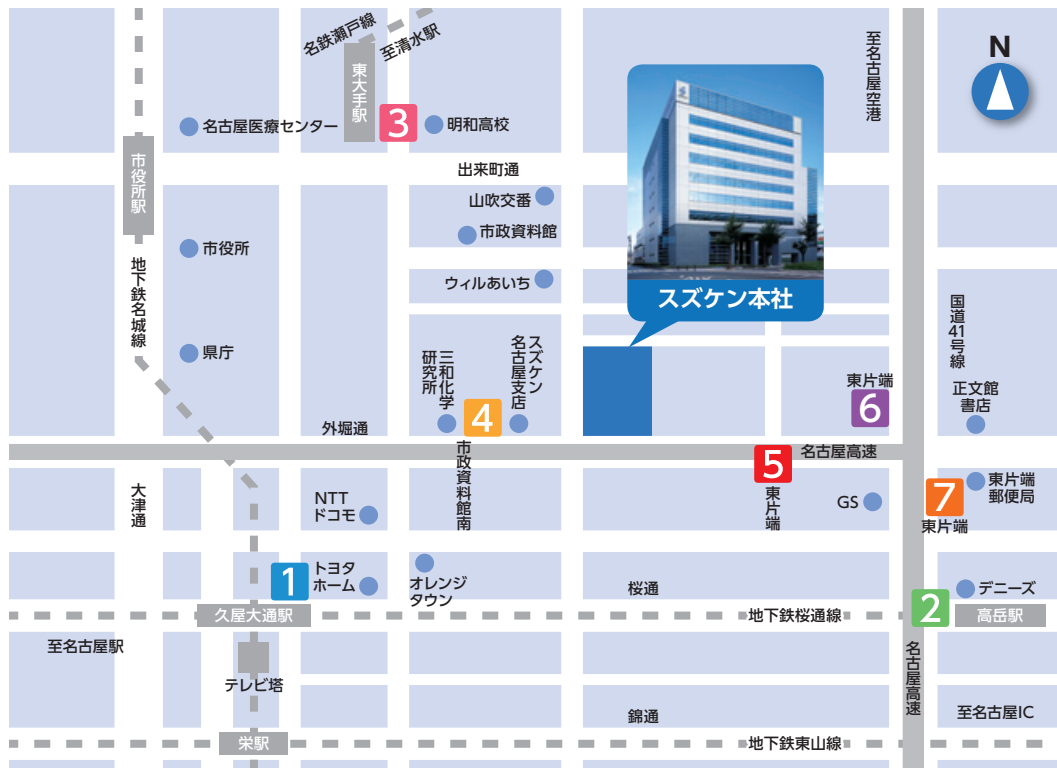 名鉄瀬戸線
至清水駅
至名古屋空港
N
東大手駅
3
名古屋医療センター
明和高校
市役所駅
出来町通
山吹交番
市政資料館
市役所
ウィルあいち
地下鉄名城線
スズケン本社
国道41号線
県庁
三和化学
研究所
スズケン
名古屋支店
4
東片端
6
正文館
書店
外堀通
市政資料館南
名古屋高速
5
東片端
大津通
NTT
ドコモ
GS
7
東片端
郵便局
東片端
1
トヨタ
ホーム
オレンジ
タウン
桜通
デニーズ
久屋大通駅
地下鉄桜通線
2
高岳駅
至名古屋駅
テレビ塔
名古屋高速
錦通
至名古屋IC
栄駅
地下鉄東山線